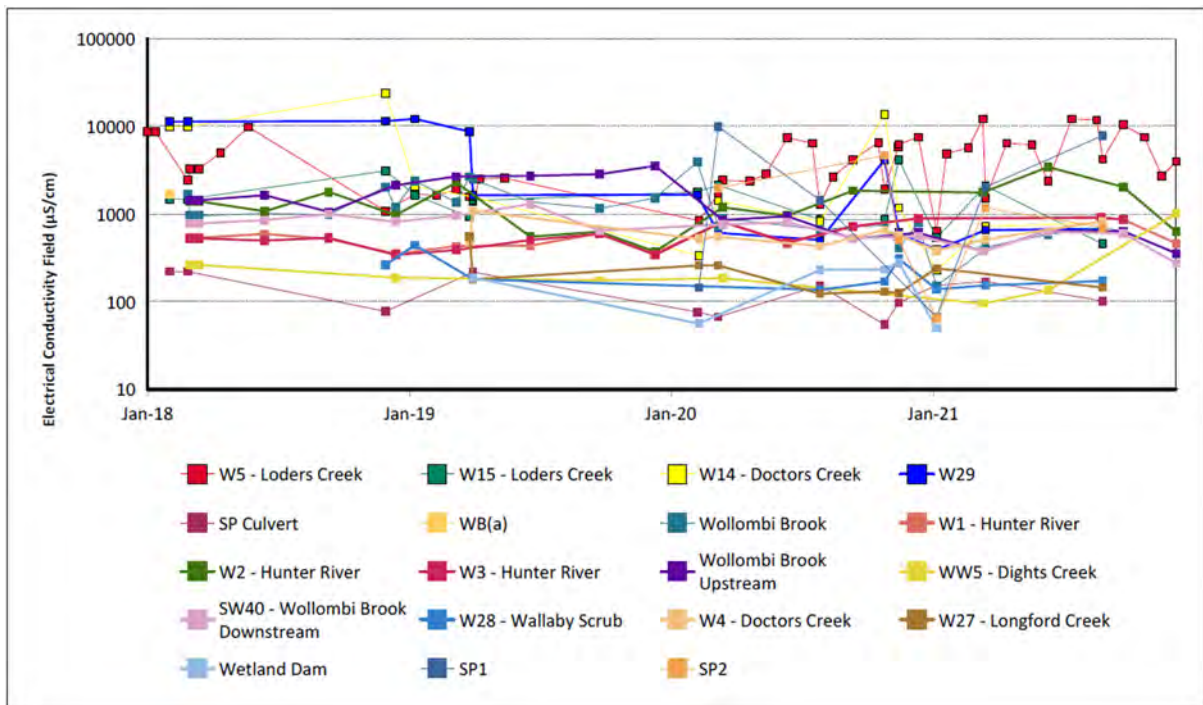 100000
10000
1000
100
10
Electrical Conductivity Field (µS/cm)
Jan-18 Jan-19 Jan-20 Jan-21
W5 - Loders Creek W15 - Loders Creek W14 - Doctors Creek W29
SP Culvert WB(a) Wollombi Brook W1 - Hunter River
W2 - Hunter River W3 - Hunter River Wollombi Brook Upstream WW5 - Dights Creek
SW40 - Wollombi Brook Downstream W28 - Wallaby Scrub W4 - Doctors Creek W27 - Longford Creek
Wetland Dam SP1 SP2